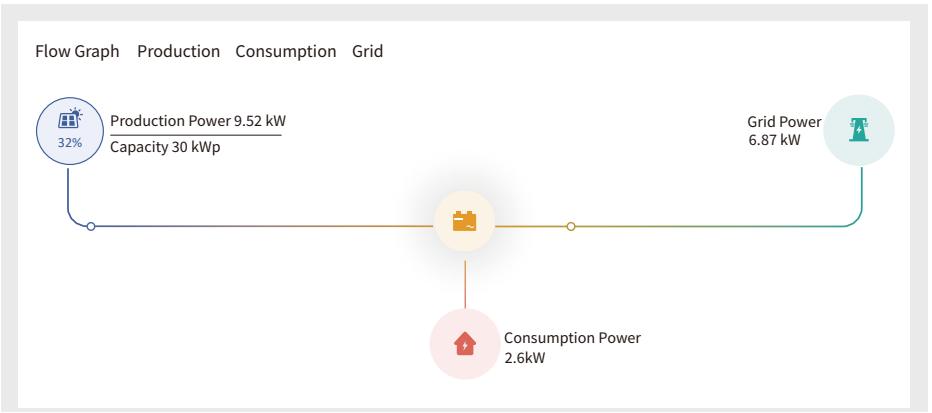 Flow Graph Production Consumption Grid
Production Power 9.52 kW
Capacity 30 kWp
32%
Grid Power
6.87 kW
Consumption Power
2.6kW